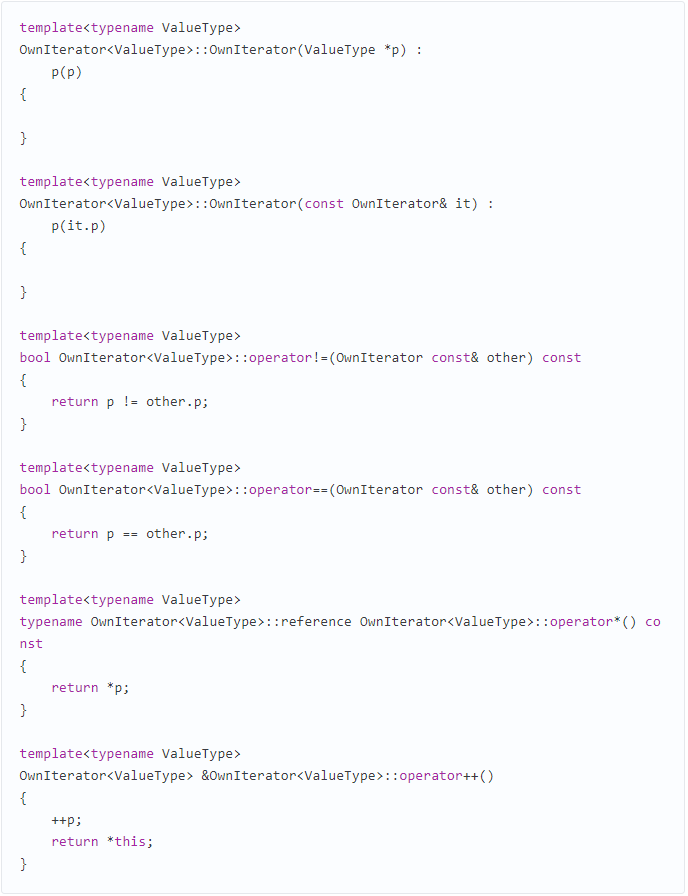 template<typename ValueType>
OwnIterator<ValueType>::OwnIterator(ValueType *p) :
    p(p)
{
}
template<typename ValueType>
OwnIterator<ValueType>::OwnIterator(const OwnIterator& it) :
    p(it.p)
{
}
template<typename ValueType>
bool OwnIterator<ValueType>::operator!=(OwnIterator const& other) const
{
    return p != other.p;
}
template<typename ValueType>
bool OwnIterator<ValueType>::operator==(OwnIterator const& other) const
{
    return p == other.p;
}
template<typename ValueType>
typename OwnIterator<ValueType>::reference OwnIterator<ValueType>::operator*() co
nst
{
    return *p;
}
template<typename ValueType>
OwnIterator<ValueType> &OwnIterator<ValueType>::operator++()
{
    ++p;
    return *this;
}